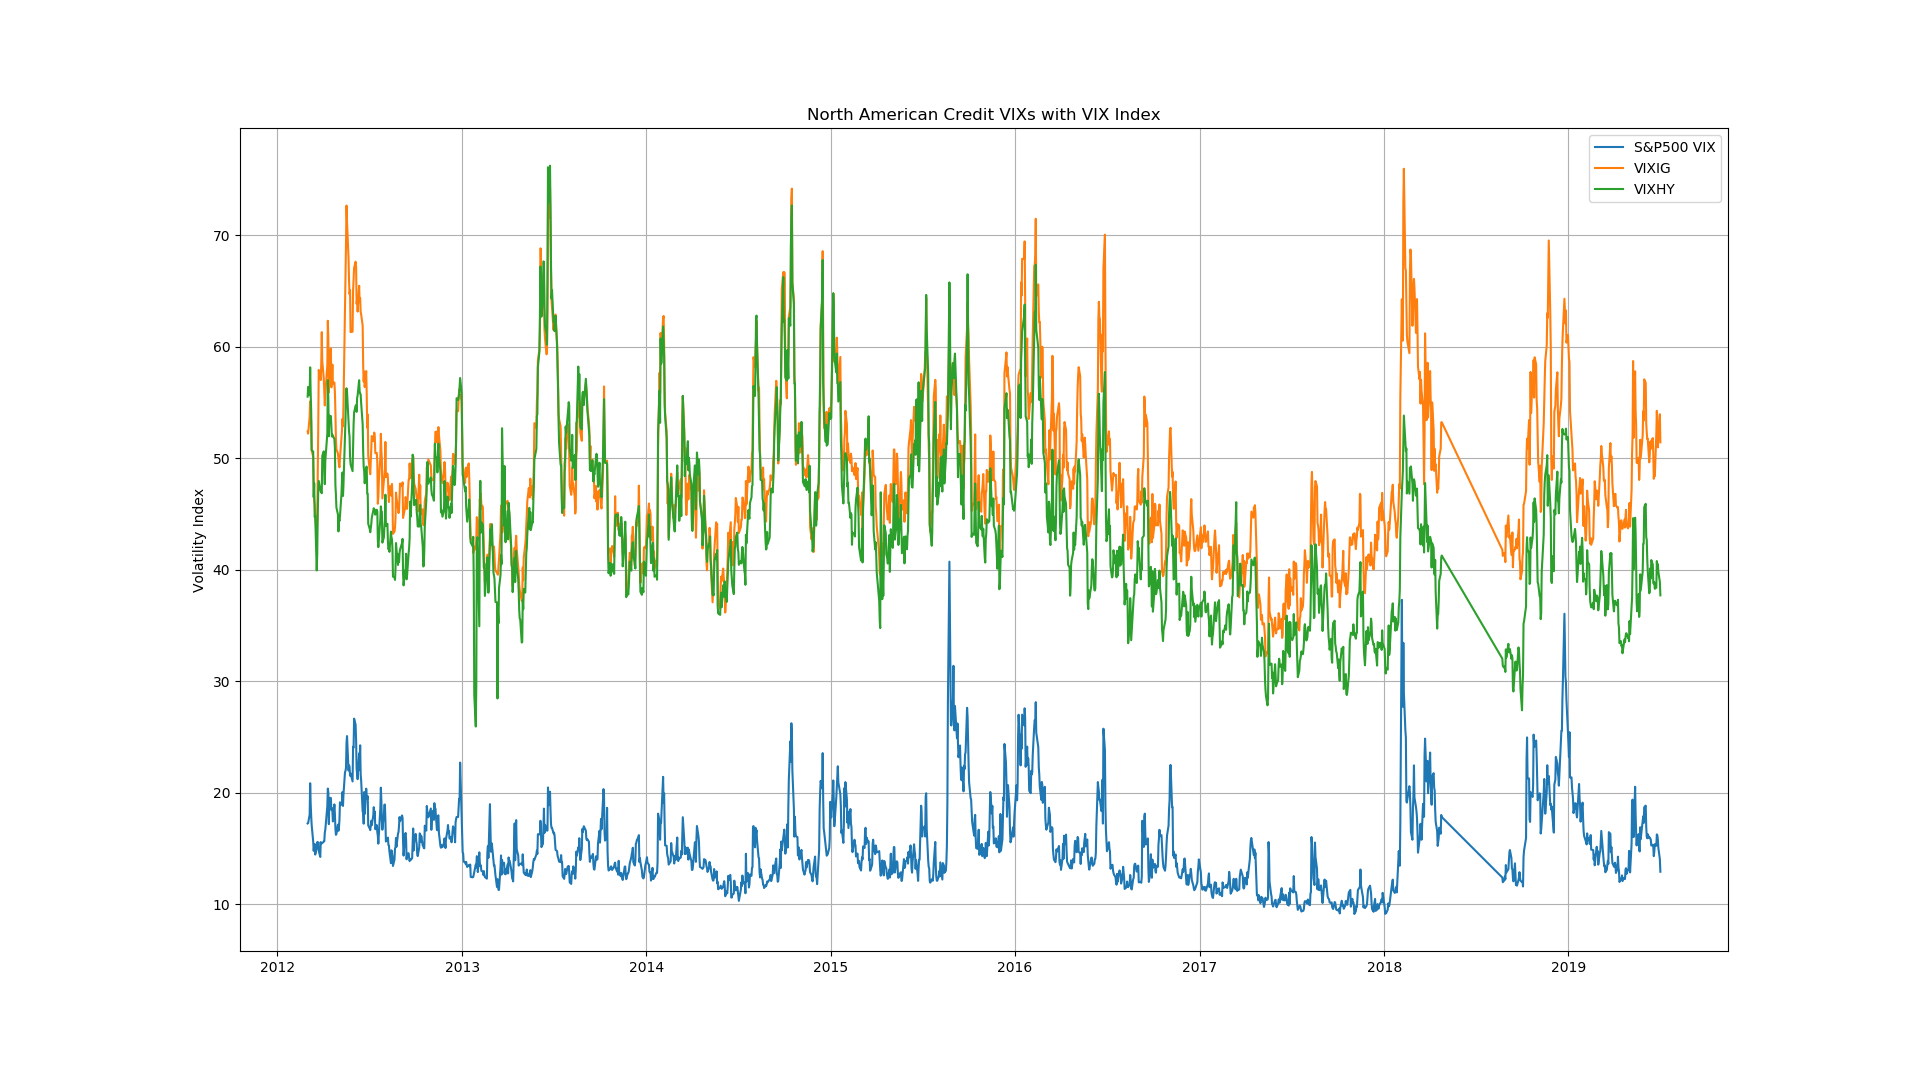 North American Credit VIXs with VIX Index
S&P500 VIX
VIXIG
VIXHY
Volatility Index
70
60
50
40
30
20
10
2012 2013 2014 2015 2016 2017 2018 2019